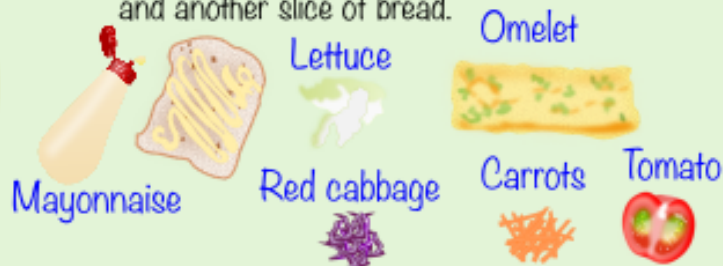 and another slice of bread.
Omelet
Lettuce
Mayonnaise
Red cabbage
Carrots
Tomato